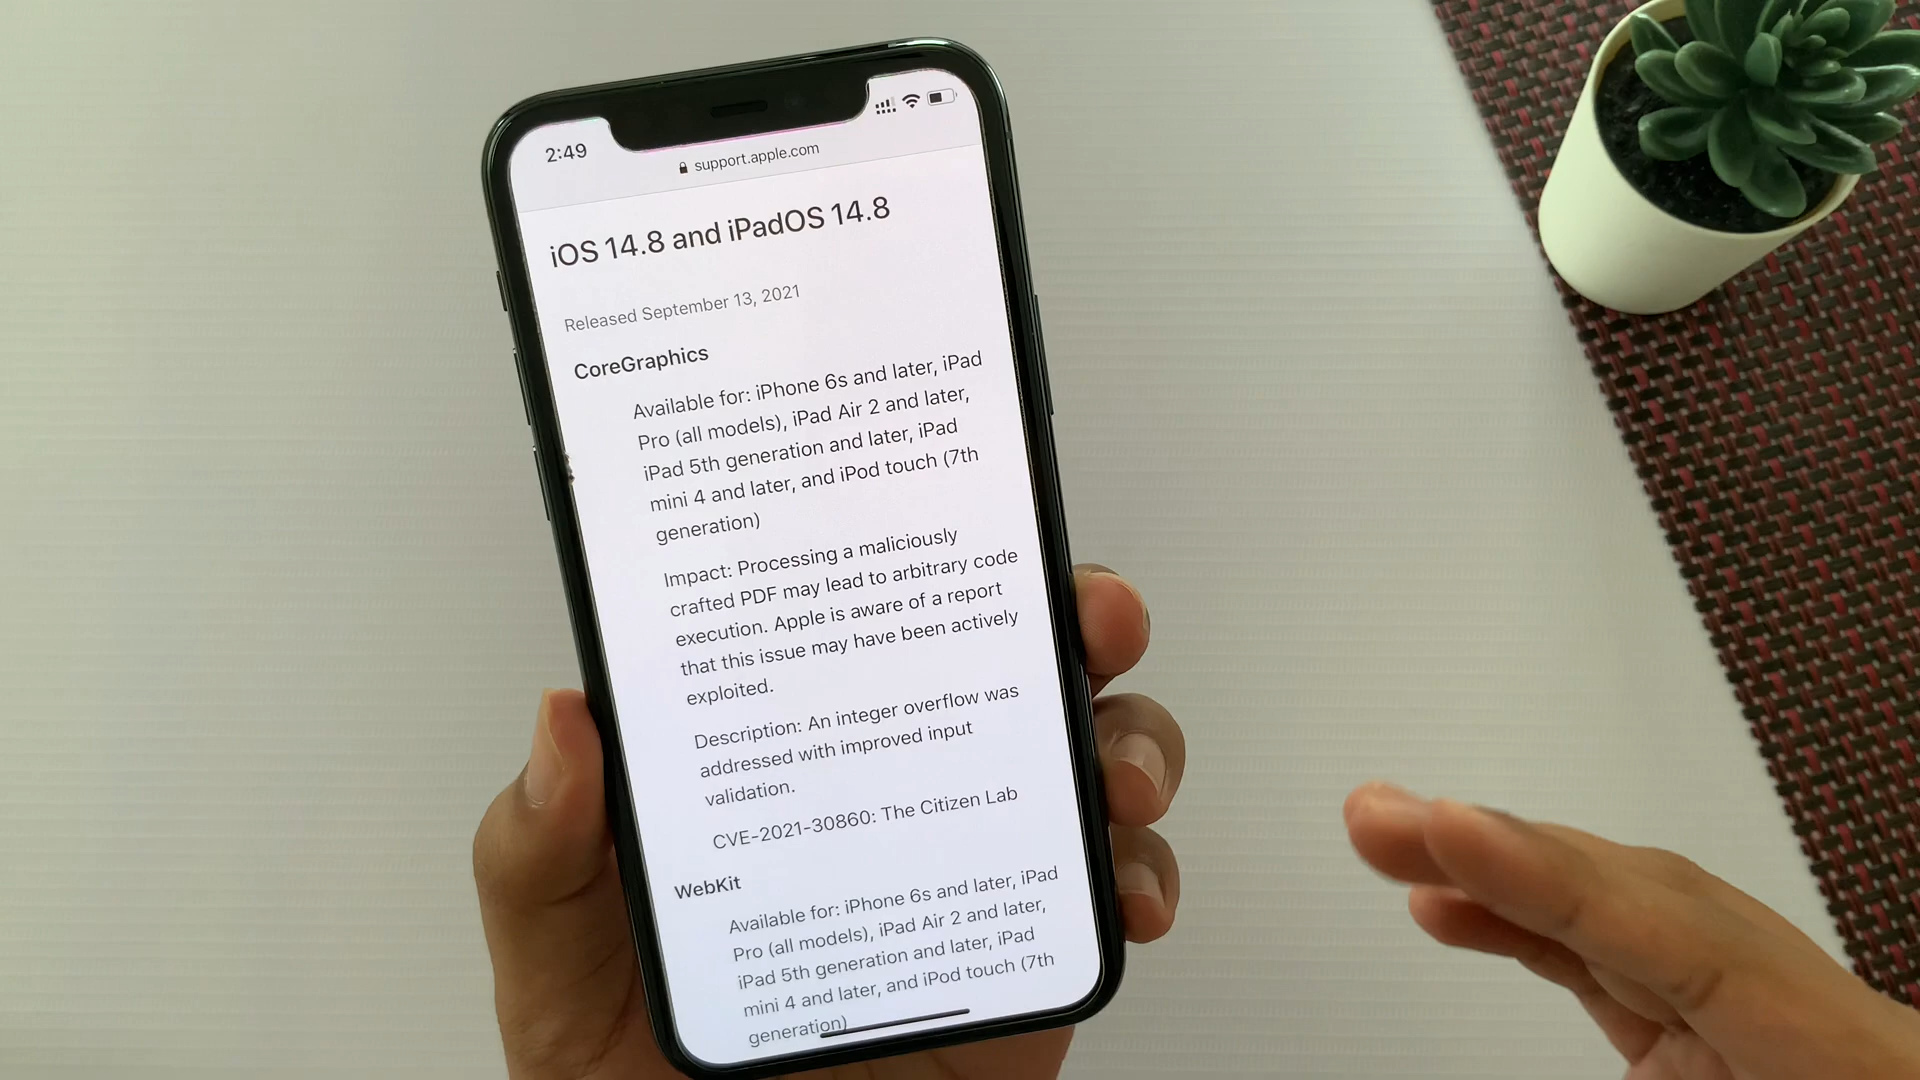 2:49
support.apple.com
iOS 14.8 and iPadOS 14.8
Released September 13, 2021
CoreGraphics
Available for: iPhone 6s and later, iPad
Pro (all models), iPad Air 2 and later,
iPad 5th generation and later, iPad
mini 4 and later, and iPod touch (7th
generation)
Impact: Processing a maliciously
crafted PDF may lead to arbitrary code
execution. Apple is aware of a report
that this issue may have been actively
exploited.
Description: An integer overflow was
addressed with improved input
validation.
CVE-2021-30860: The Citizen Lab
WebKit
Available for: iPhone 6s and later, iPad
Pro (all models), iPad Air 2 and later,
iPad 5th generation and later, iPad
mini 4 and later, and iPod touch (7th
generation)